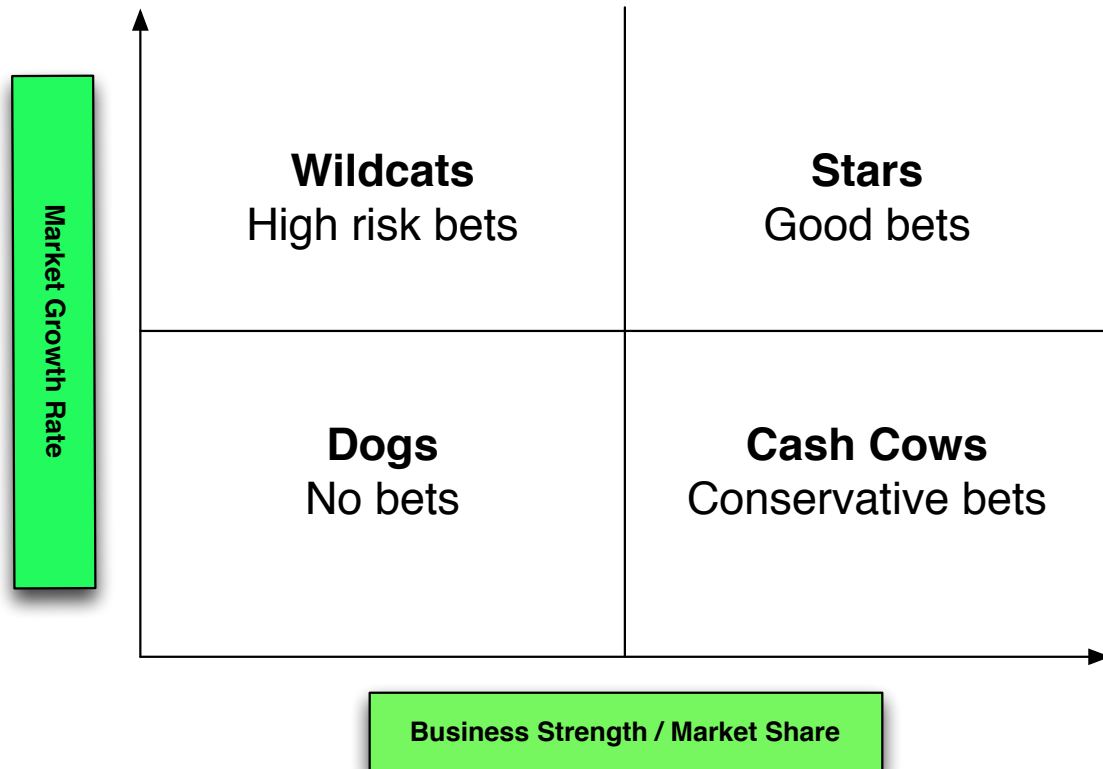 Market Growth Rate
Wildcats
High risk bets
Stars
Good bets
Dogs
No bets
Cash Cows
Conservative bets
Business Strength / Market Share